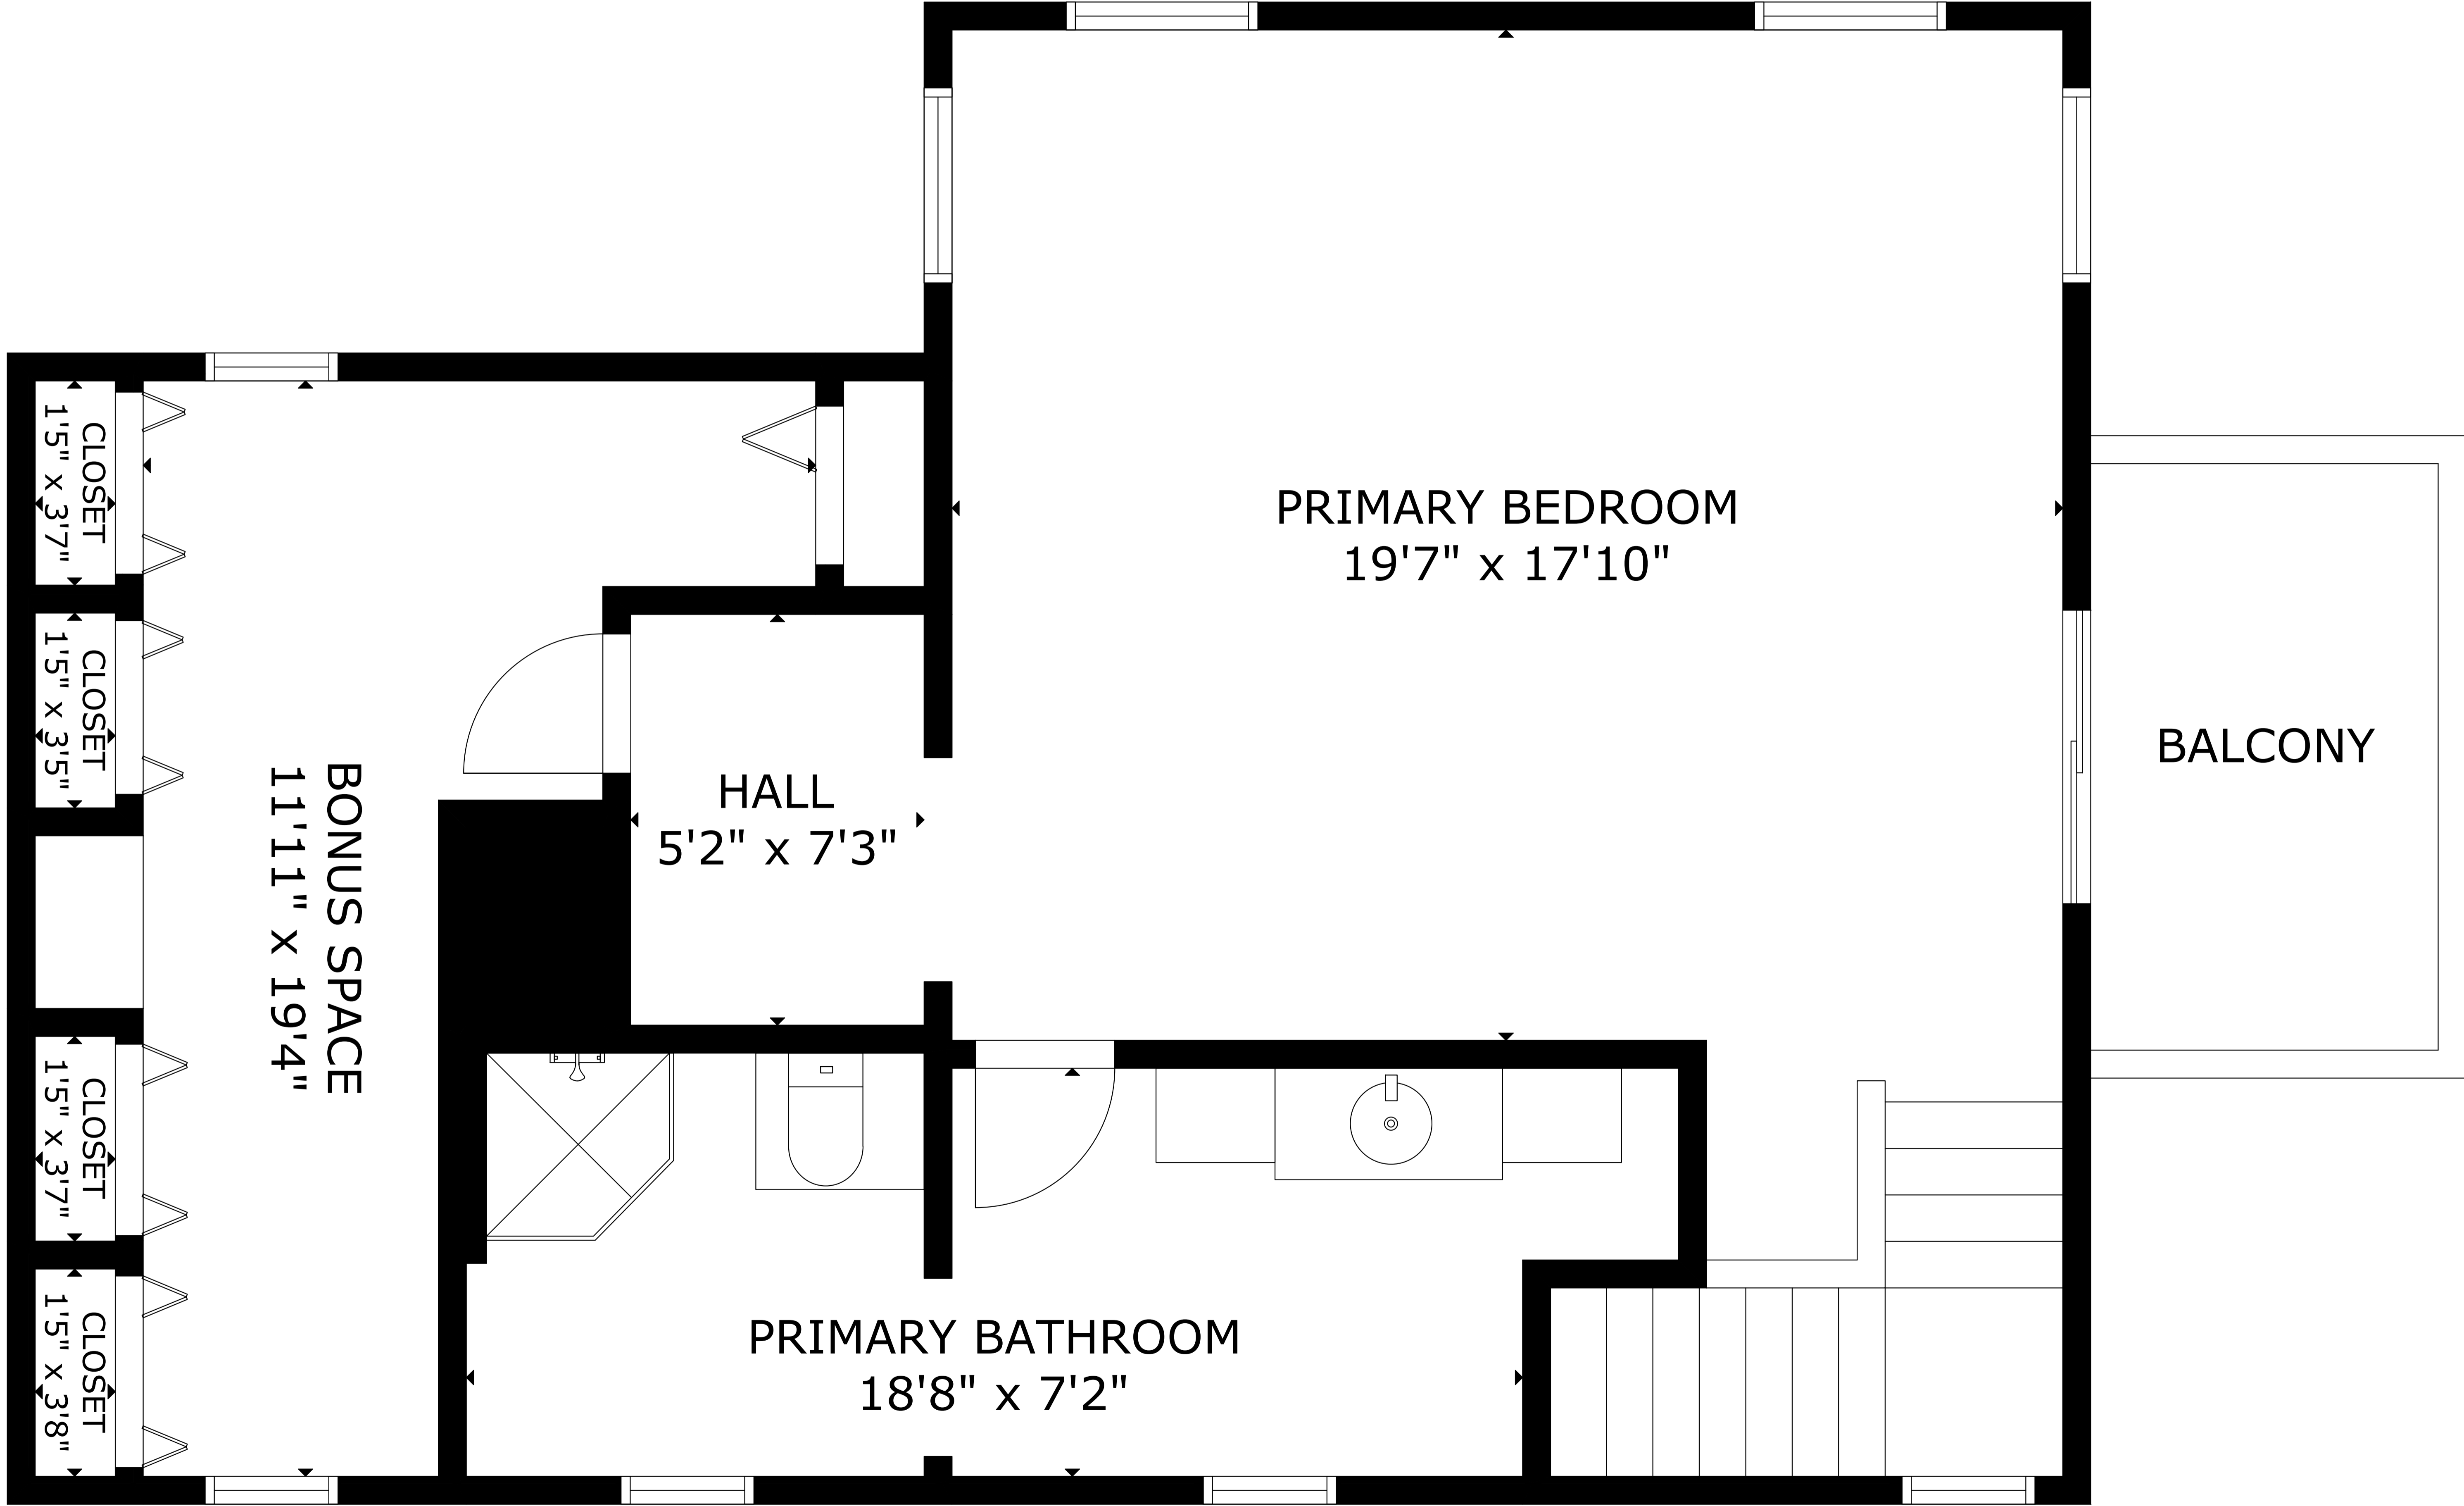 PRIMARY BEDROOM
19'7" x 17'10"
BALCONY
HALL
5'2" x 7'3"
BONUS SPACE
11'11" x 19'4"
CLOSET
1'5" x 3'7"
CLOSET
1'5" x 3'5"
CLOSET
1'5" x 3'7"
CLOSET
1'5" x 3'8"
PRIMARY BATHROOM
18'8" x 7'2"